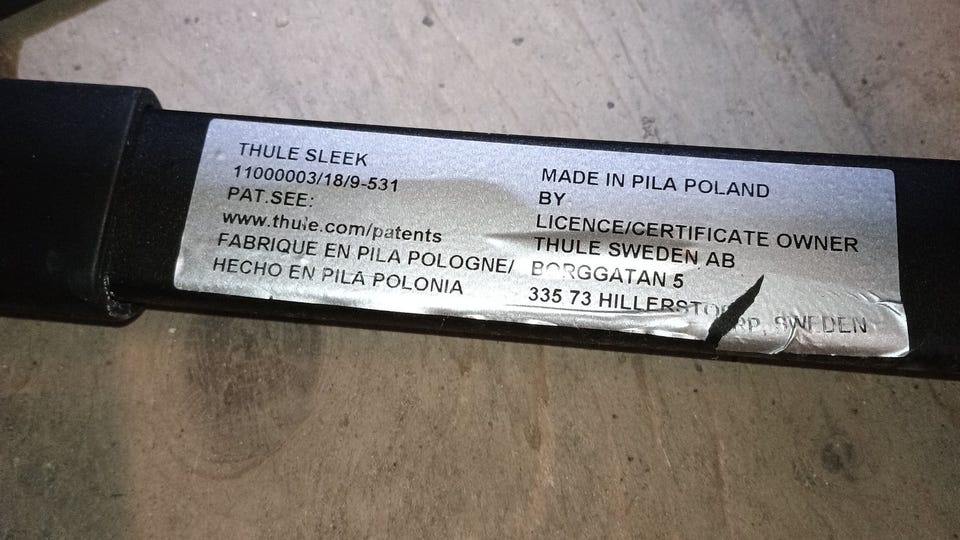 THULE SLEEK
11000003/18/9-531
PAT.SEE:
www.thule.com/patents
FABRIQUE EN PILA POLOGNE/
HECHO EN PILA POLONIA
MADE IN PILA POLAND
BY
LICENCE/CERTIFICATE OWNER
THULE SWEDEN AB
BORGGATAN 5
335 73 HILLERSTORP, SWEDEN